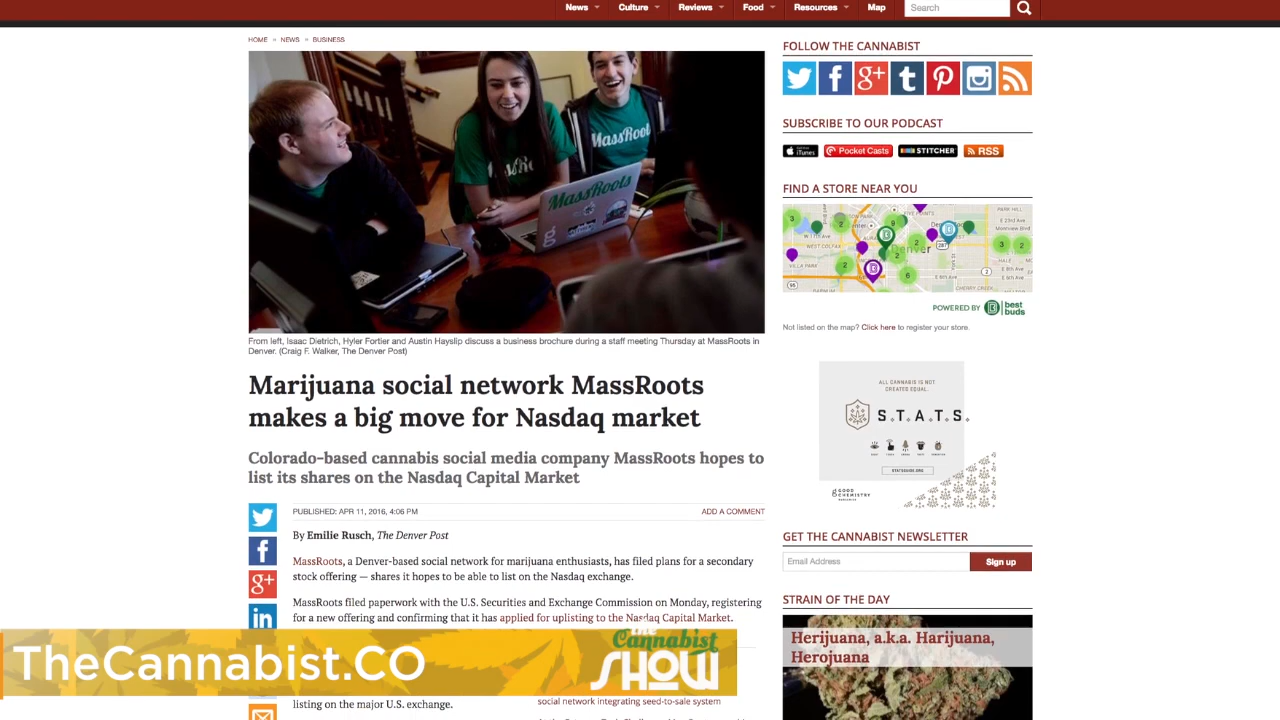 News
Culture
Reviews
Food
Resources
Map
Search
HOME
NEWS
BUSINESS
MassRoots
MassRoots
From left, Isaac Dietrich, Hyler Fortier and Austin Hayslip discuss a business brochure during a staff meeting Thursday at MassRoots in
Denver. (Craig F. Walker, The Denver Post)
Marijuana social network MassRoots
makes a big move for Nasdaq market
Colorado-based cannabis social media company MassRoots hopes to
list its shares on the Nasdaq Capital Market
PUBLISHED: APR 11, 2016, 4:06 PM
ADD A COMMENT
By Emilie Rusch, The Denver Post
MassRoots, a Denver-based social network for marijuana enthusiasts, has filed plans for a secondary
stock offering — shares it hopes to be able to list on the Nasdaq exchange.
MassRoots filed paperwork with the U.S. Securities and Exchange Commission on Monday, registering
for a new offering and confirming that it has applied for uplisting to the Nasdaq Capital Market.
TheCannabist.CO
the
Cannabist
SHOW
social network integrating seed-to-sale system
listing on the major U.S. exchange.
FOLLOW THE CANNABIST
SUBSCRIBE TO OUR PODCAST
iTunes
Pocket Casts
STITCHER
RSS
FIND A STORE NEAR YOU
Denver
POWERED BY best
buds
Not listed on the map? Click here to register your store.
ALL CANNABIS IS NOT
CREATED EQUAL.
S.T.A.T.S.
GOOD
CHEMISTRY
GET THE CANNABIST NEWSLETTER
Email Address
Sign up
STRAIN OF THE DAY
Herijuana, a.k.a. Harijuana,
Herojuana